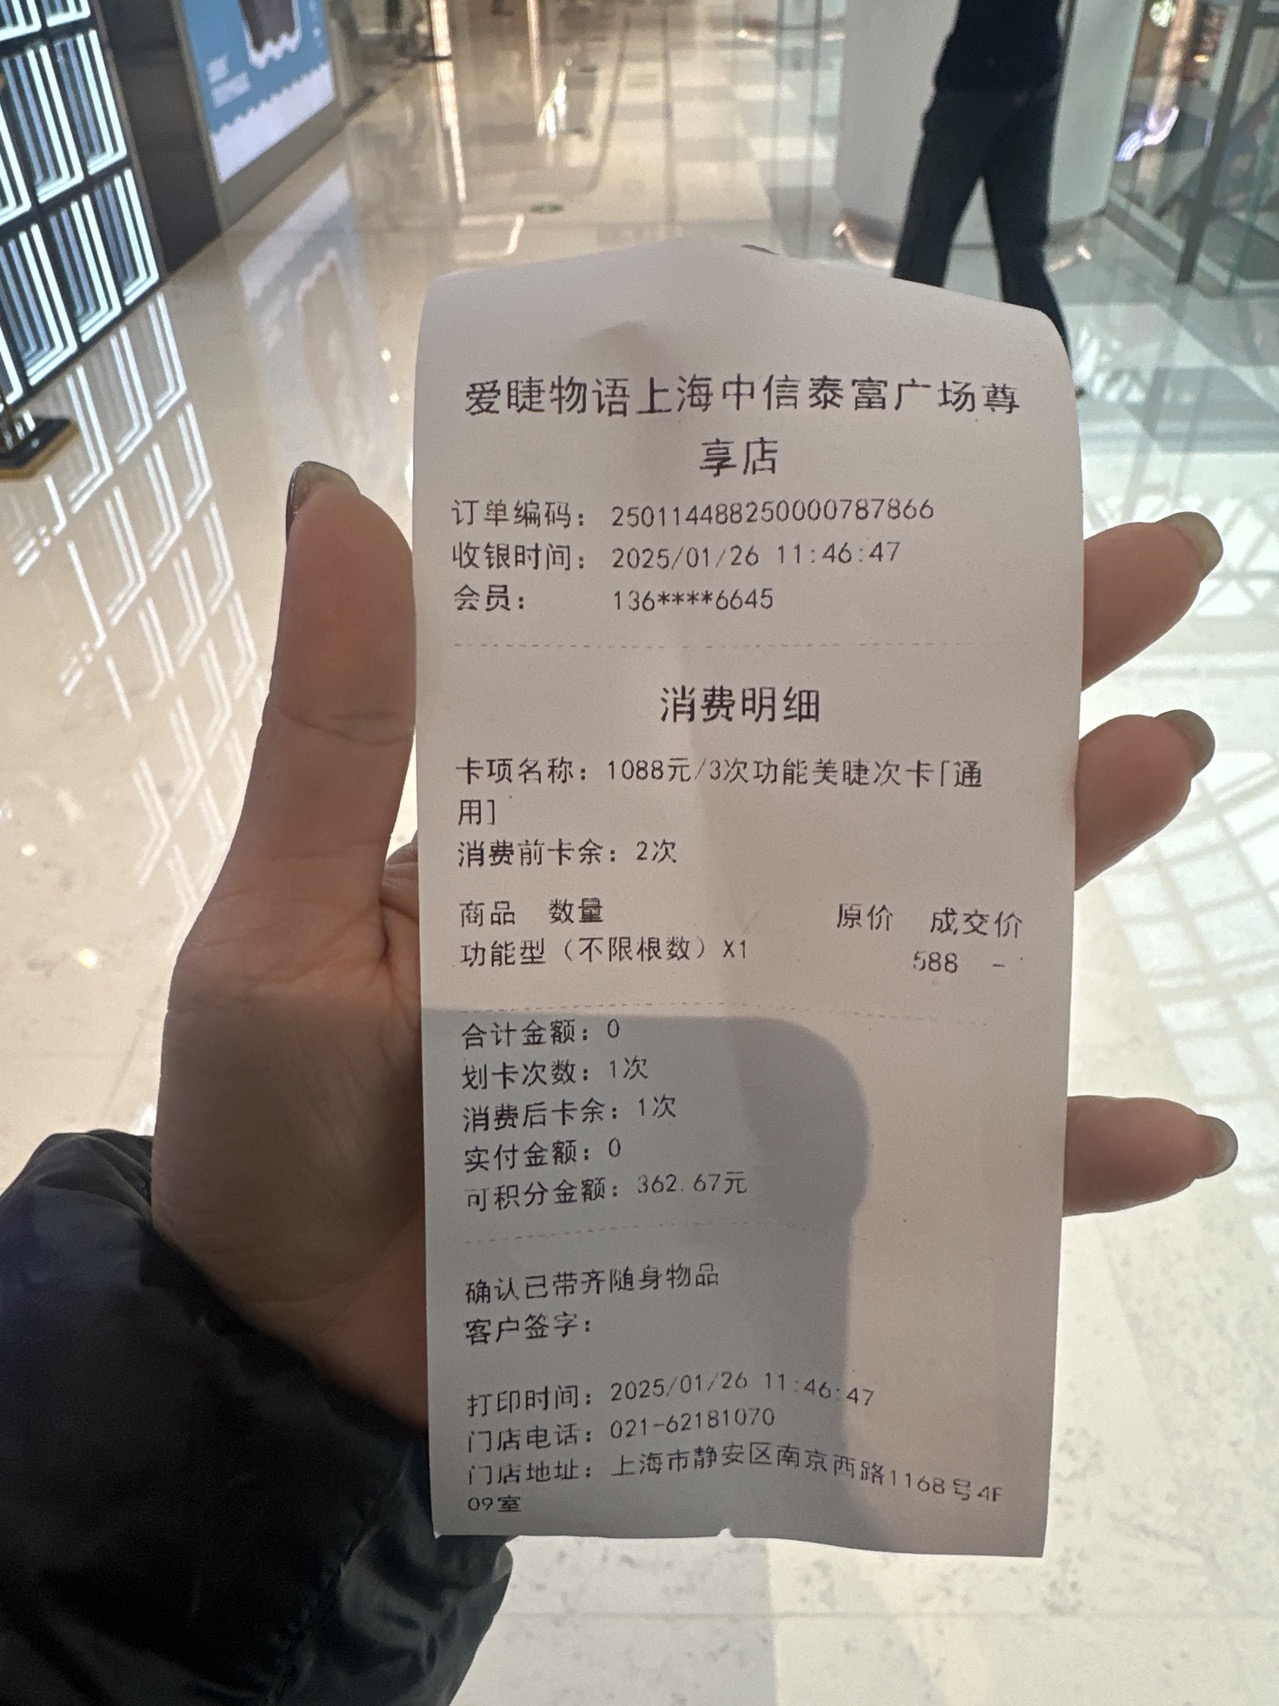 爱睫物语上海中信泰富广场尊
享店
订单编码：250114488250000787866
收银时间：2025/01/26 11:46:47
会员： 136****6645
消费明细
卡项名称：1088元/3次功能美睫次卡「通
用]
消费前卡余：2次
商品 数量 原价 成交价
功能型（不限根数）X1 588 -
合计金额：0
划卡次数：1次
消费后卡余：1次
实付金额：0
可积分金额：362.67元
确认已带齐随身物品
客户签字：
打印时间：2025/01/26 11:46:47
门店电话：021-62181070
门店地址：上海市静安区南京西路1168号4F
09室